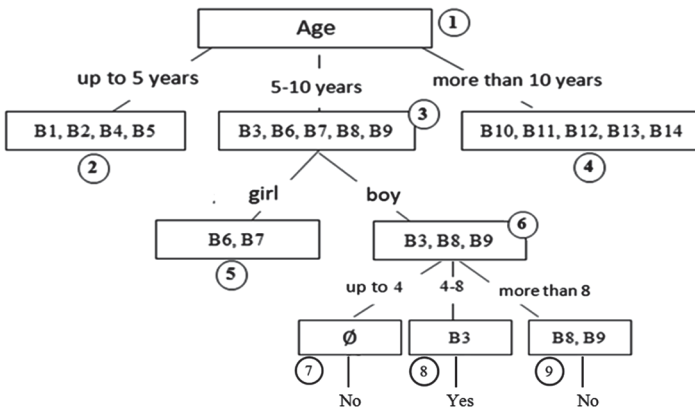 Age
1
up to 5 years
5-10 years
more than 10 years
B1, B2, B4, B5
B3, B6, B7, B8, B9
3
B10, B11, B12, B13, B14
2
4
girl
boy
B6, B7
B3, B8, B9
6
5
up to 4
4-8
more than 8
Ø
B3
B8, B9
7
8
9
No
Yes
No